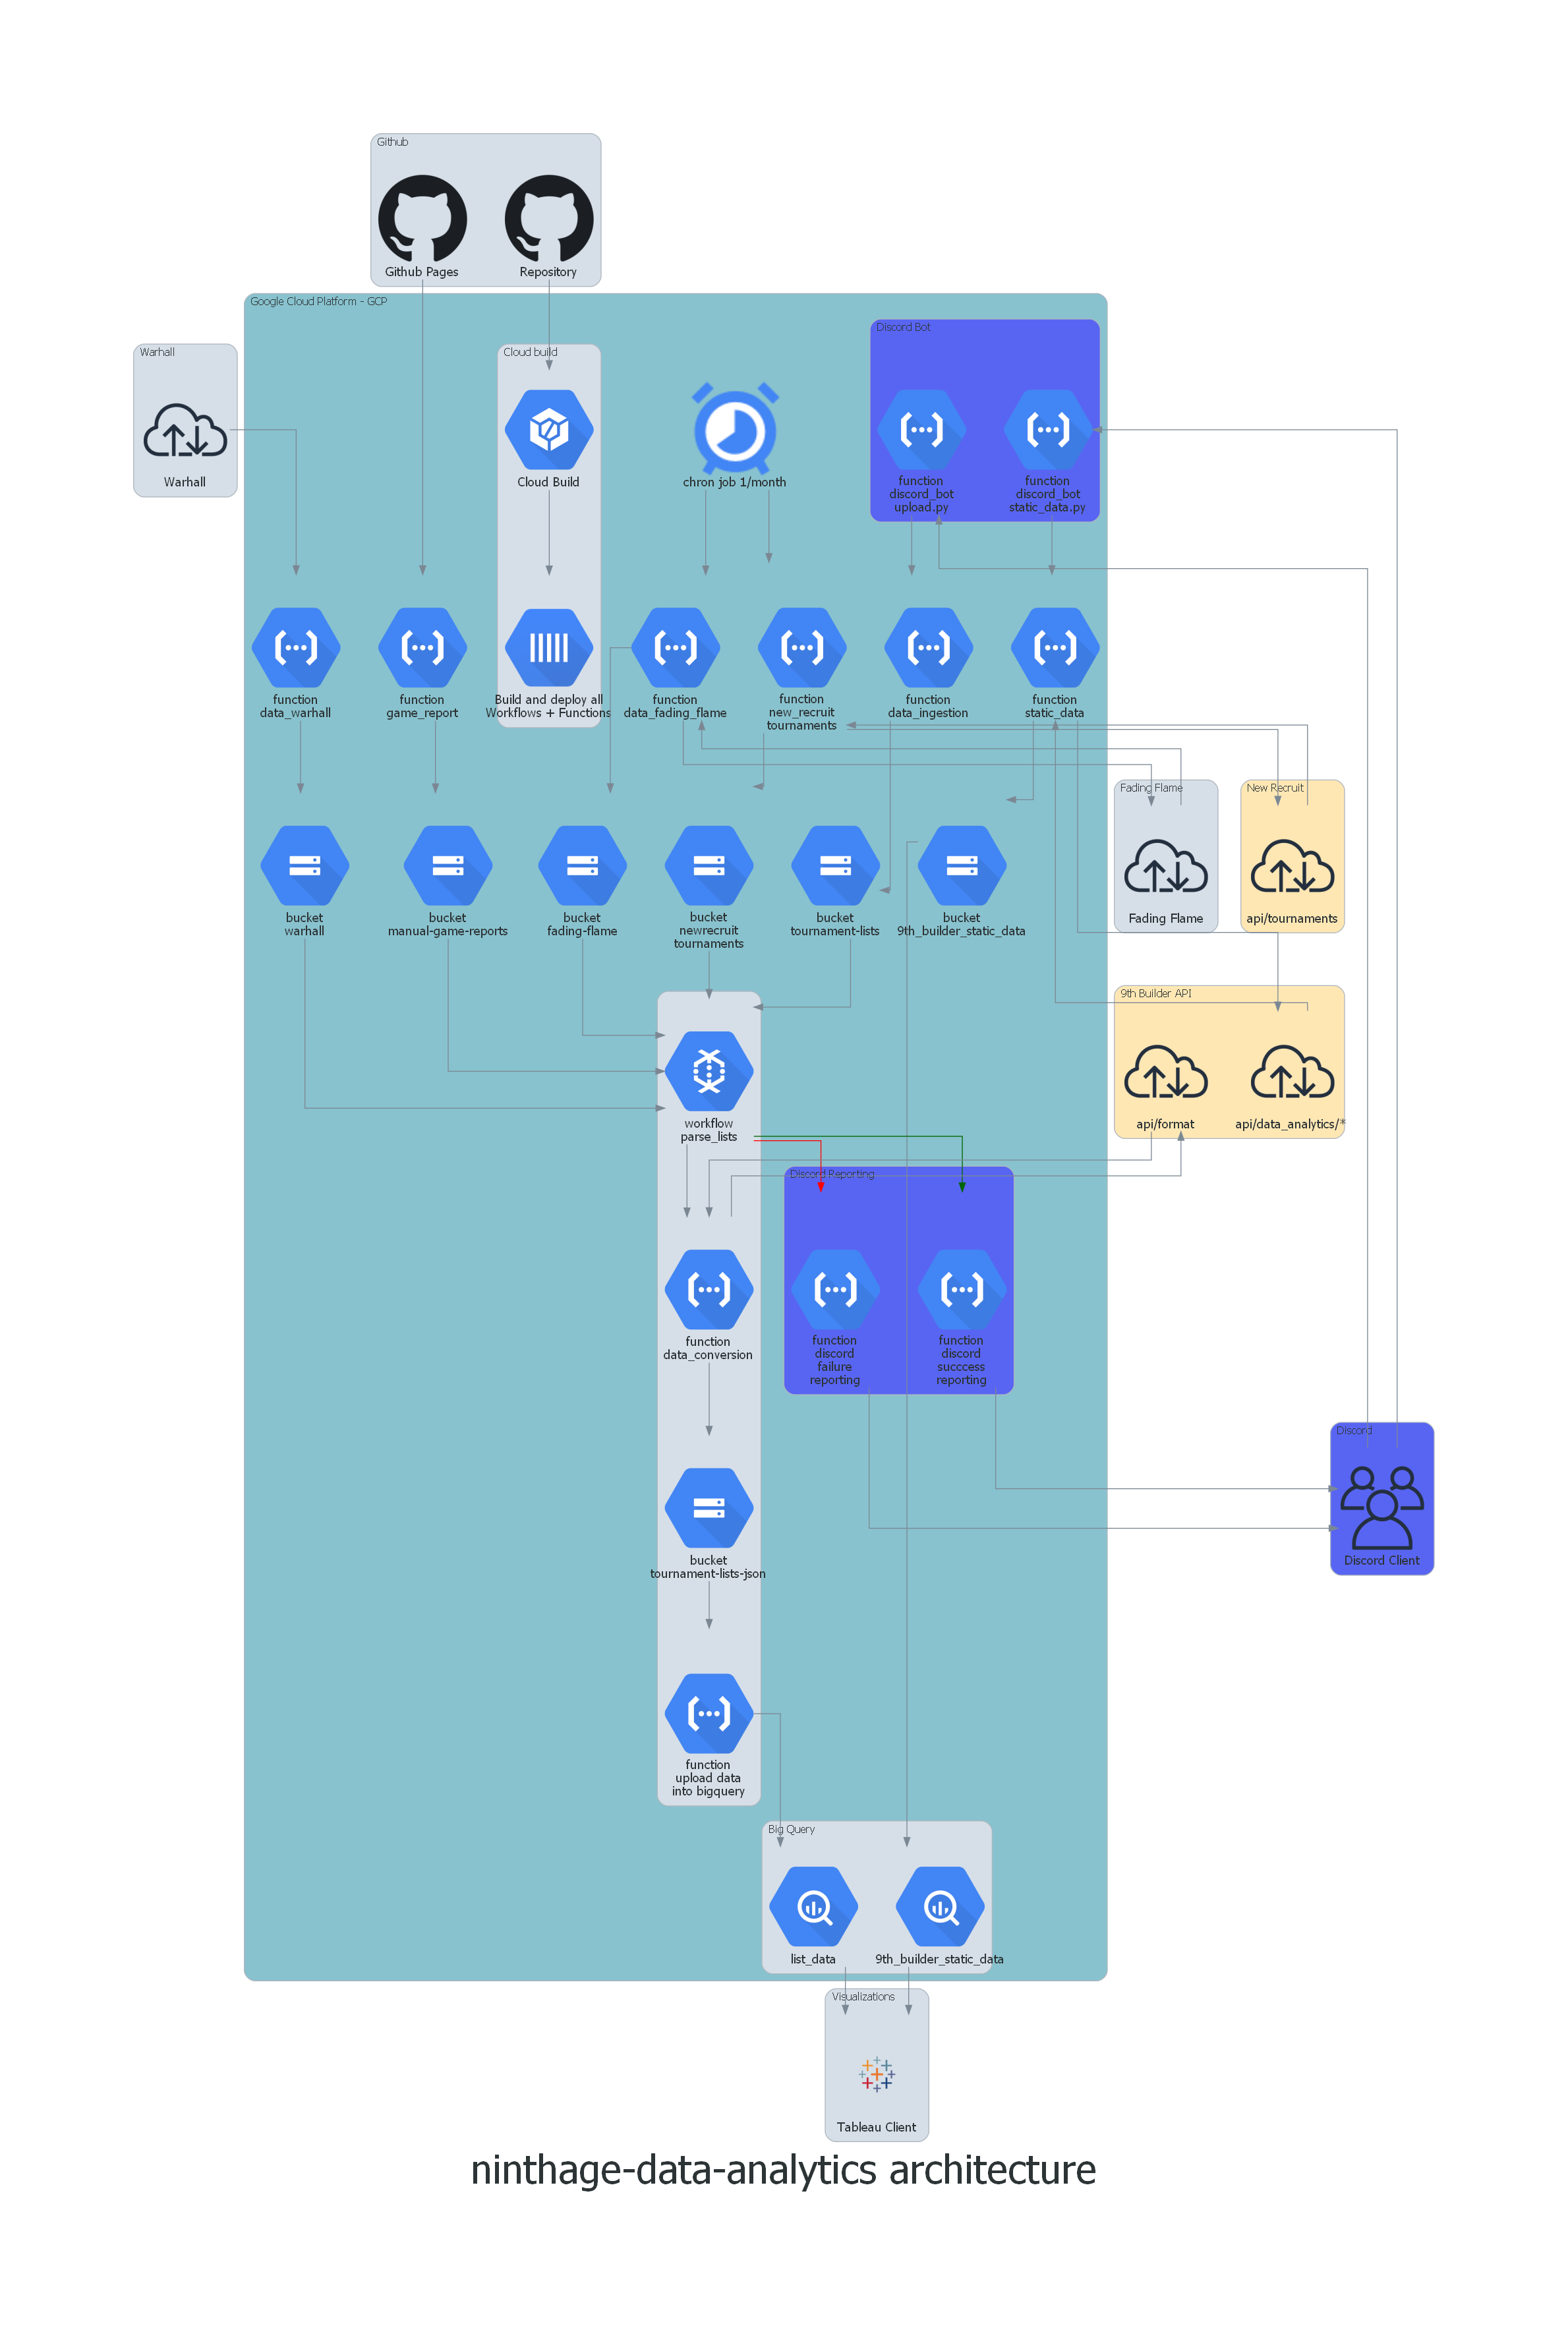 Github
Github Pages
Repository
Google Cloud Platform - GCP
Discord Bot
Warhall
Cloud build
Warhall
Cloud Build
chron job 1/month
function
discord_bot
upload.py
function
discord_bot
static_data.py
function
data_warhall
function
game_report
Build and deploy all
Workflows + Functions
function
data_fading_flame
function
new_recruit
tournaments
function
data_ingestion
function
static_data
Fading Flame
New Recruit
bucket
warhall
bucket
manual-game-reports
bucket
fading-flame
bucket
newrecruit
tournaments
bucket
tournament-lists
bucket
9th_builder_static_data
Fading Flame
api/tournaments
9th Builder API
workflow
parse_lists
api/format
api/data_analytics/*
Discord Reporting
function
data_conversion
function
discord
failure
reporting
function
discord
succcess
reporting
Discord
Discord Client
bucket
tournament-lists-json
function
upload data
into bigquery
Big Query
list_data
9th_builder_static_data
Visualizations
Tableau Client
ninthage-data-analytics architecture